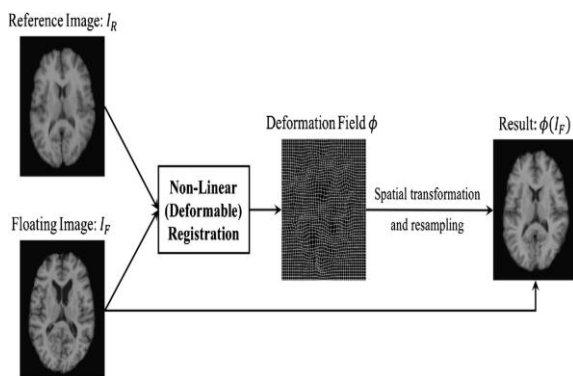 Reference Image: I_R
Deformation Field ϕ
Result: ϕ(I_F)
Non-Linear
(Deformable)
Registration
Spatial transformation
and resampling
Floating Image: I_F